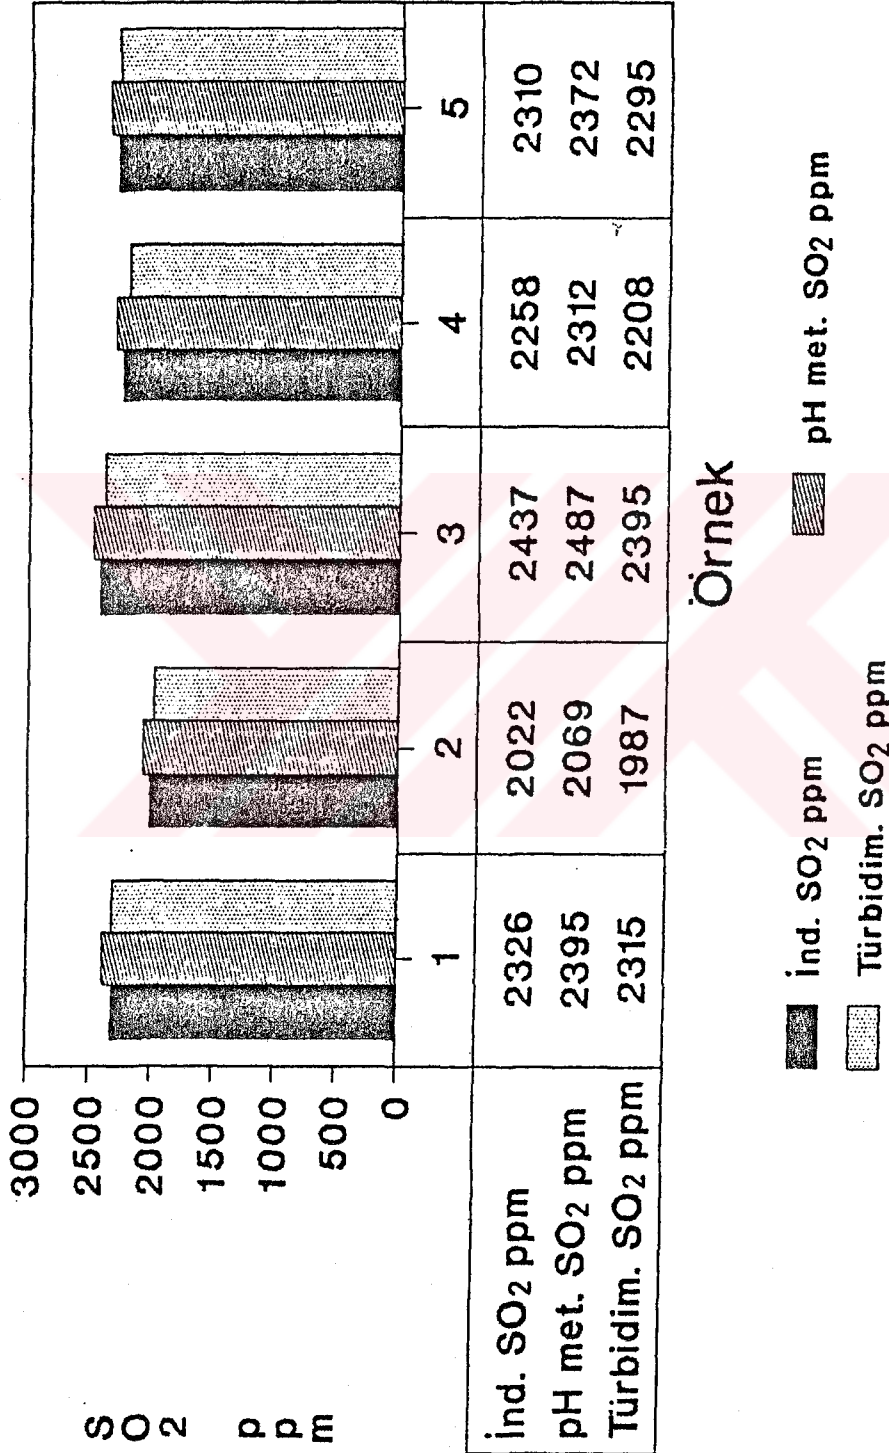 SO2 ppm
3000
2500
2000
1500
1000
500
0
1 2 3 4 5
İnd. SO2 ppm 2326 2022 2437 2258 2310
pH met. SO2 ppm 2395 2069 2487 2312 2372
Türbidim. SO2 ppm 2315 1987 2395 2208 2295
Örnek
İnd. SO2 ppm pH met. SO2 ppm
Türbidim. SO2 ppm